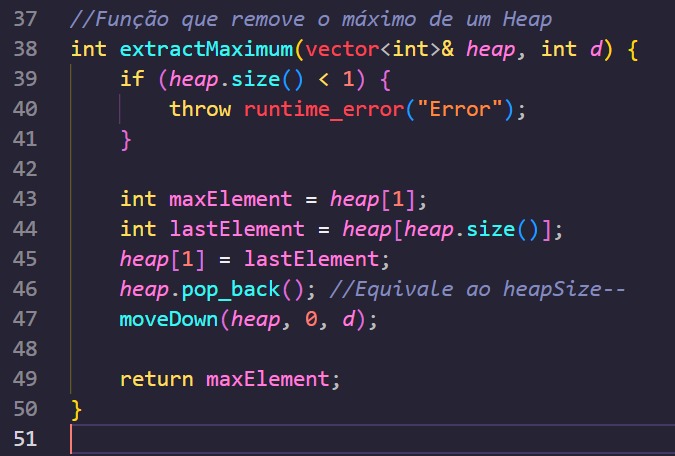 37 //Função que remove o máximo de um Heap
38 int extractMaximum(vector<int>& heap, int d) {
39     if (heap.size() < 1) {
40         throw runtime_error("Error");
41     }
42
43     int maxElement = heap[1];
44     int lastElement = heap[heap.size()];
45     heap[1] = lastElement;
46     heap.pop_back(); //Equivale ao heapSize--
47     moveDown(heap, 0, d);
48
49     return maxElement;
50 }
51